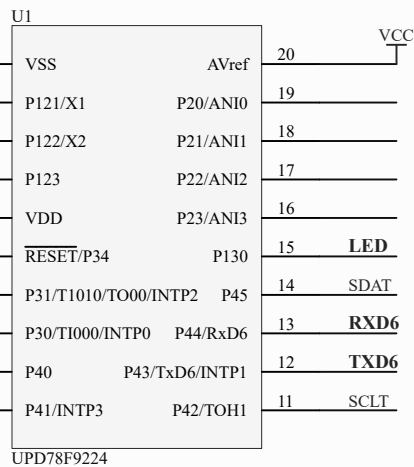 U1
VCC
VSS AVref 20
P121/X1 P20/ANI0 19
P122/X2 P21/ANI1 18
P123 P22/ANI2 17
VDD P23/ANI3 16
RESET/P34 P130 15 LED
P31/T1010/TO00/INTP2 P45 14 SDAT
P30/TI000/INTP0 P44/RxD6 13 RXD6
P40 P43/TxD6/INTP1 12 TXD6
P41/INTP3 P42/TOH1 11 SCLT
UPD78F9224